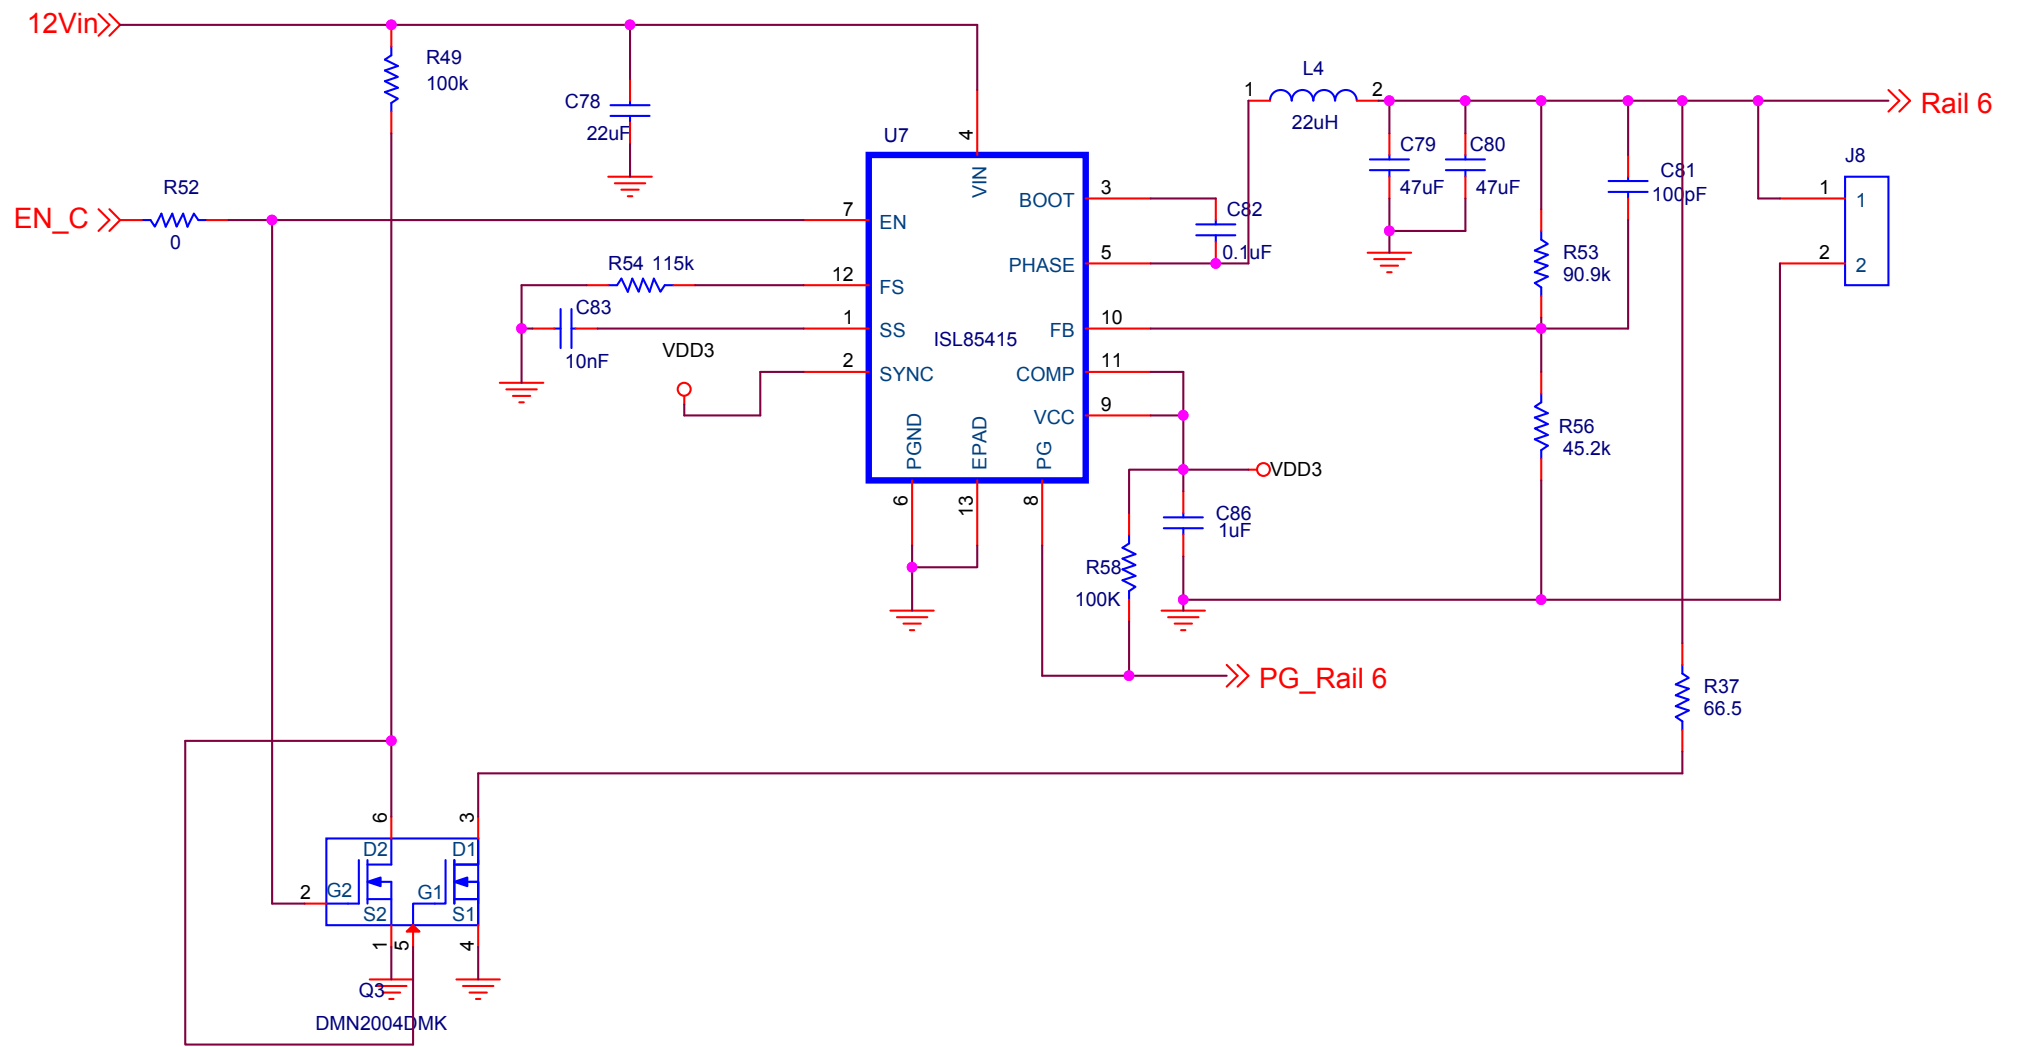 12Vin
R49
100k
C78
22uF
R52
EN_C
0
U7
4
VIN
7
EN
R54 115k
12
FS
C83
10nF
1
SS
VDD3
2
SYNC
ISL85415
BOOT
3
PHASE
5
FB
10
COMP
11
VCC
9
PGND
EPAD
PG
6
13
8
C82
0.1uF
1
L4
2
22uH
Rail 6
C79
47uF
C80
47uF
C81
100pF
R53
90.9k
R56
45.2k
J8
1
1
2
2
VDD3
C86
1uF
R58
100K
PG_Rail 6
R37
66.5
6
3
D2
D1
2
G2
G1
S2
S1
1
5
4
Q3
DMN2004DMK